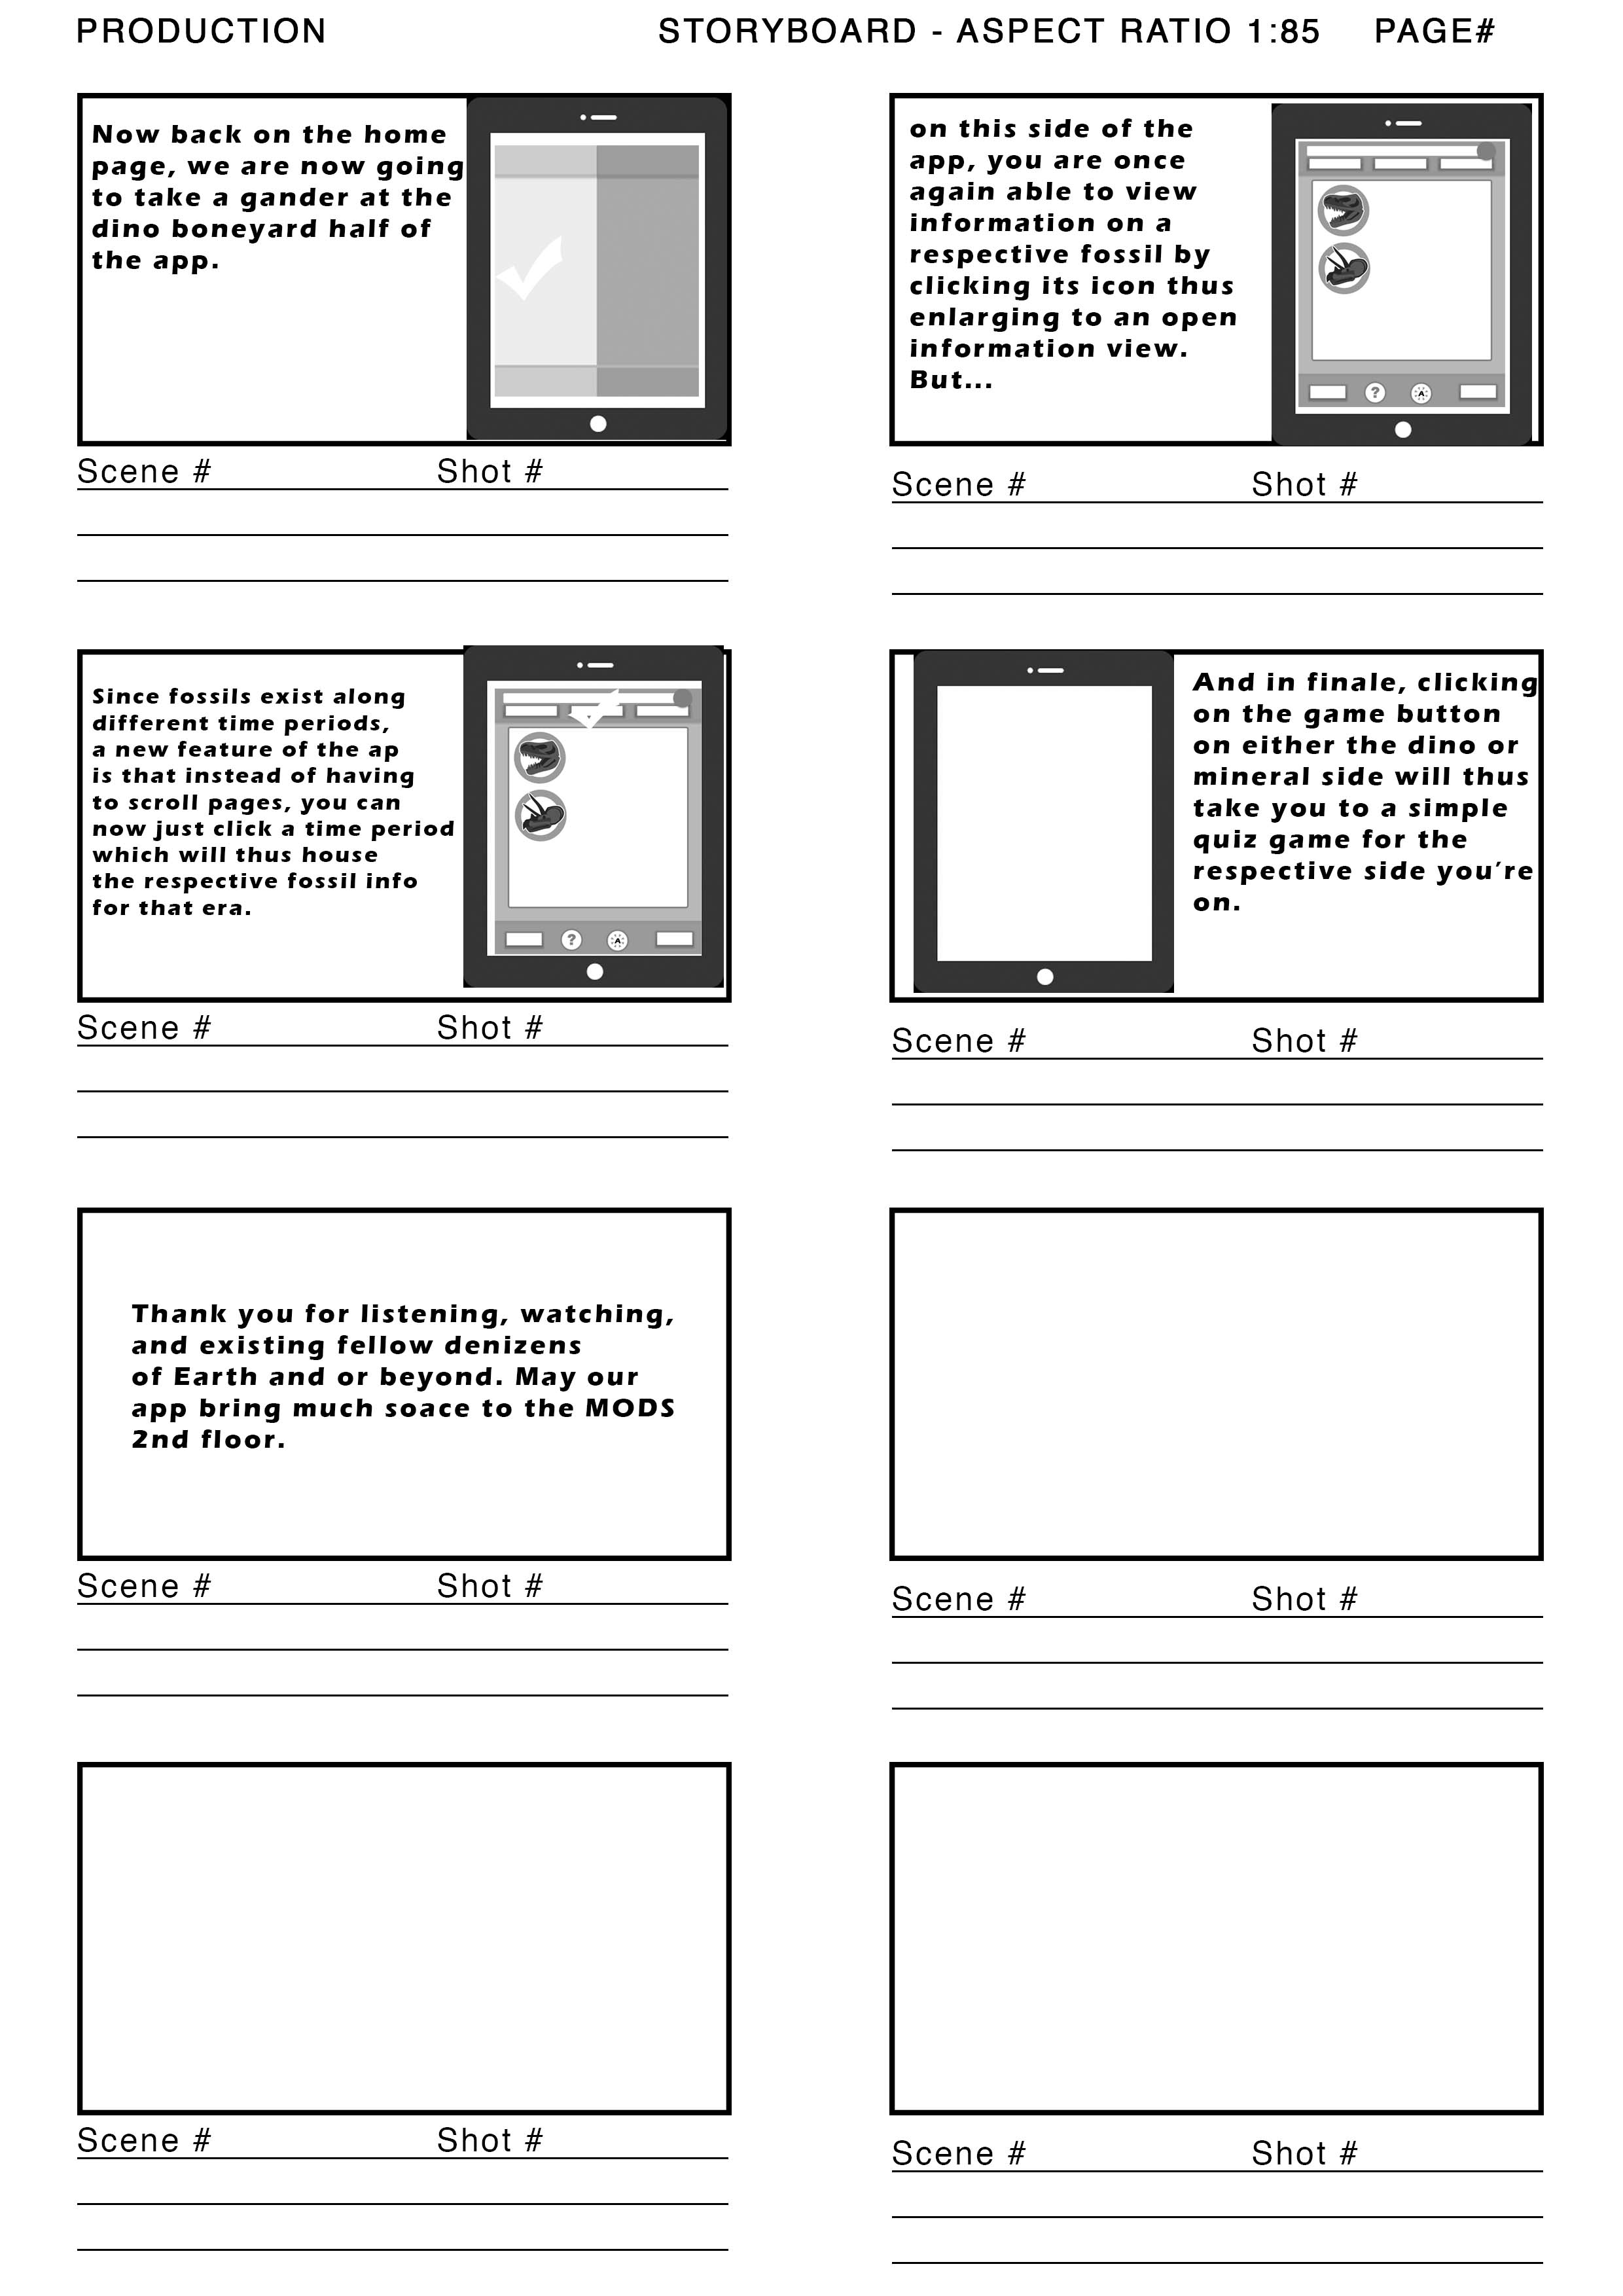 PRODUCTION STORYBOARD - ASPECT RATIO 1:85 PAGE#
Now back on the home
page, we are now going
to take a gander at the
dino boneyard half of
the app.
Scene # Shot #
on this side of the
app, you are once
again able to view
information on a
respective fossil by
clicking its icon thus
enlarging to an open
information view.
But...
? A
Scene # Shot #
Since fossils exist along
different time periods,
a new feature of the ap
is that instead of having
to scroll pages, you can
now just click a time period
which will thus house
the respective fossil info
for that era.
? A
Scene # Shot #
And in finale, clicking
on the game button
on either the dino or
mineral side will thus
take you to a simple
quiz game for the
respective side you're
on.
Scene # Shot #
Thank you for listening, watching,
and existing fellow denizens
of Earth and or beyond. May our
app bring much soace to the MODS
2nd floor.
Scene # Shot #
Scene # Shot #
Scene # Shot #
Scene # Shot #